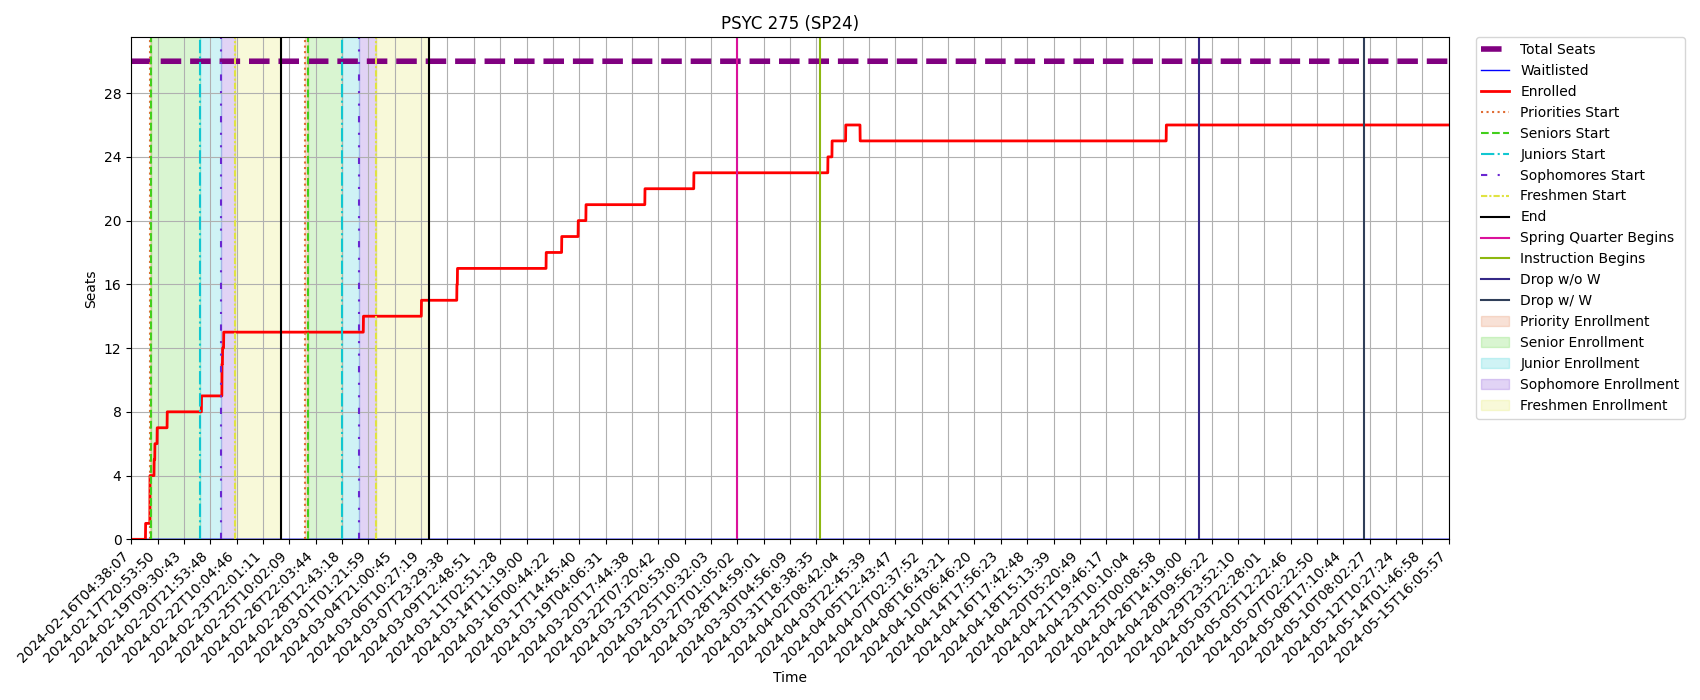 PSYC 275 (SP24)
28
24
20
16
12
8
4
0
Seats
2024-02-16T04:38:07
2024-02-17T20:53:50
2024-02-19T09:30:43
2024-02-20T21:53:48
2024-02-22T10:04:46
2024-02-23T22:01:11
2024-02-25T10:02:09
2024-02-26T22:03:44
2024-02-28T12:43:18
2024-03-01T01:21:59
2024-03-04T21:00:45
2024-03-06T10:27:19
2024-03-07T23:29:38
2024-03-09T12:48:51
2024-03-11T02:51:28
2024-03-14T11:19:00
2024-03-16T00:44:22
2024-03-17T14:45:40
2024-03-19T04:06:31
2024-03-20T17:44:38
2024-03-22T07:20:42
2024-03-23T20:53:00
2024-03-25T10:32:03
2024-03-27T01:05:02
2024-03-28T14:59:01
2024-03-30T04:56:09
2024-03-31T18:38:35
2024-04-02T08:42:04
2024-04-03T22:45:39
2024-04-05T12:43:47
2024-04-07T02:37:52
2024-04-08T16:43:21
2024-04-10T06:46:20
2024-04-14T17:56:23
2024-04-16T17:42:48
2024-04-18T15:13:39
2024-04-20T05:20:49
2024-04-21T19:46:17
2024-04-23T10:10:04
2024-04-25T00:08:58
2024-04-26T14:19:00
2024-04-28T09:56:22
2024-04-29T23:52:10
2024-05-03T22:28:01
2024-05-05T12:22:46
2024-05-07T02:22:50
2024-05-08T17:10:44
2024-05-10T08:02:27
2024-05-12T10:27:24
2024-05-14T01:46:58
2024-05-15T16:05:57
Time
Total Seats
Waitlisted
Enrolled
Priorities Start
Seniors Start
Juniors Start
Sophomores Start
Freshmen Start
End
Spring Quarter Begins
Instruction Begins
Drop w/o W
Drop w/ W
Priority Enrollment
Senior Enrollment
Junior Enrollment
Sophomore Enrollment
Freshmen Enrollment